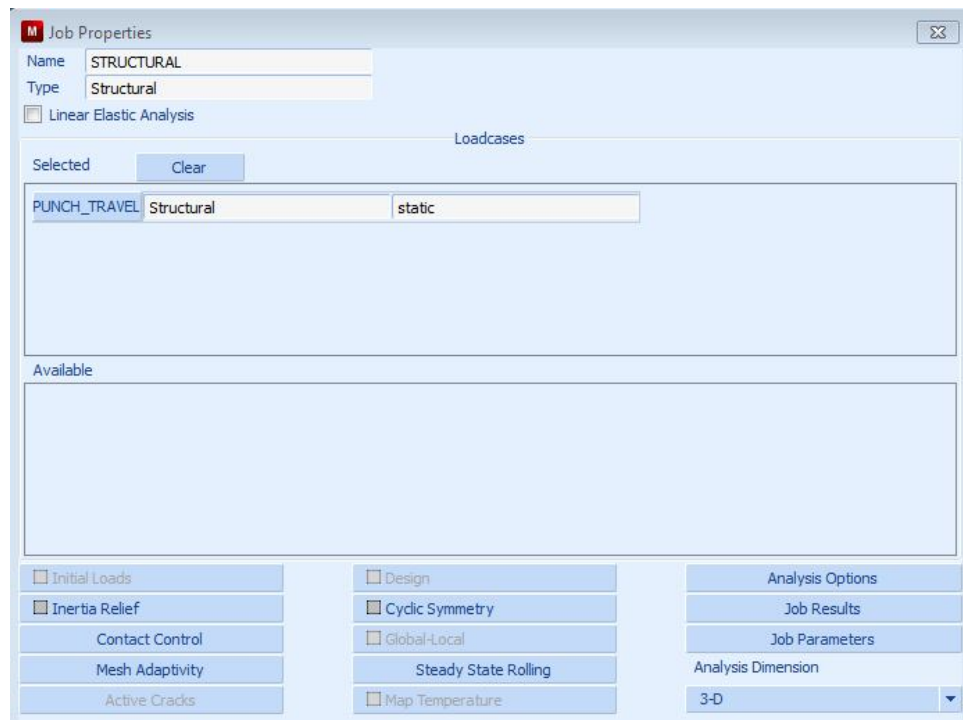 M Job Properties
Name STRUCTURAL
Type Structural
Linear Elastic Analysis
Loadcases
Selected Clear
PUNCH_TRAVEL Structural static
Available
Initial Loads Design Analysis Options
Inertia Relief Cyclic Symmetry Job Results
Contact Control Global-Local Job Parameters
Mesh Adaptivity Steady State Rolling Analysis Dimension
Active Cracks Map Temperature 3-D